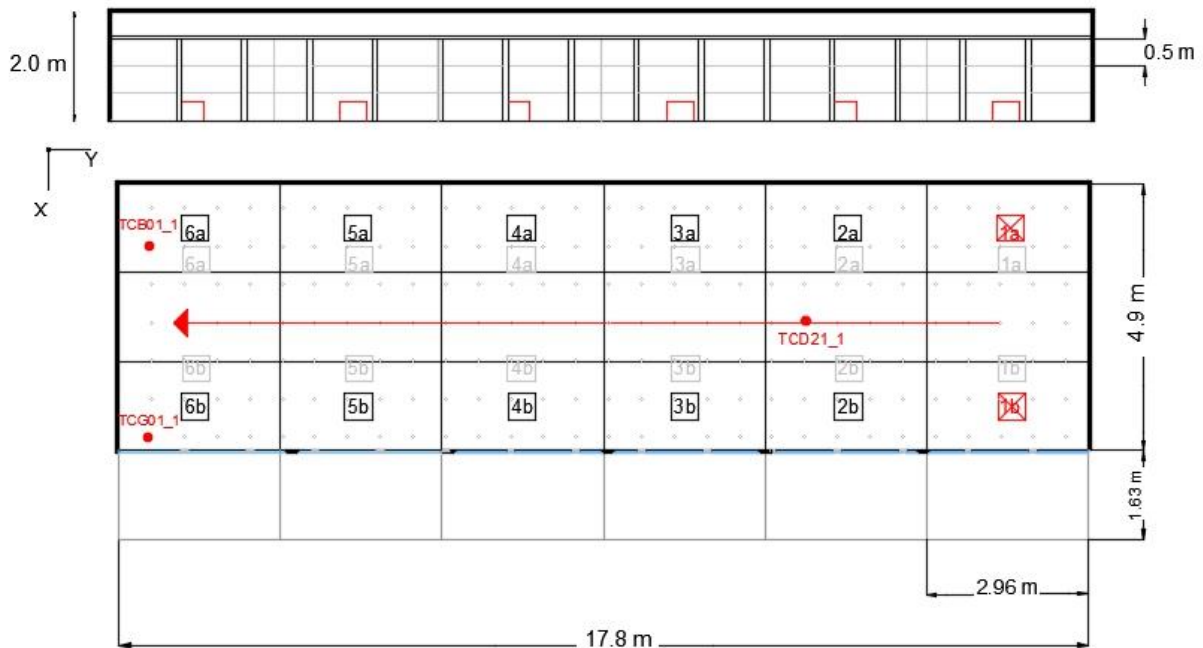 2.0 m
0.5 m
Y
X
TCB01_1
6a
5a
4a
3a
2a
1a
6a
5a
4a
3a
2a
1a
4.9 m
TCD21_1
6b
5b
4b
3b
2b
1b
TCG01_1
6b
5b
4b
3b
2b
1b
1.63 m
2.96 m
17.8 m